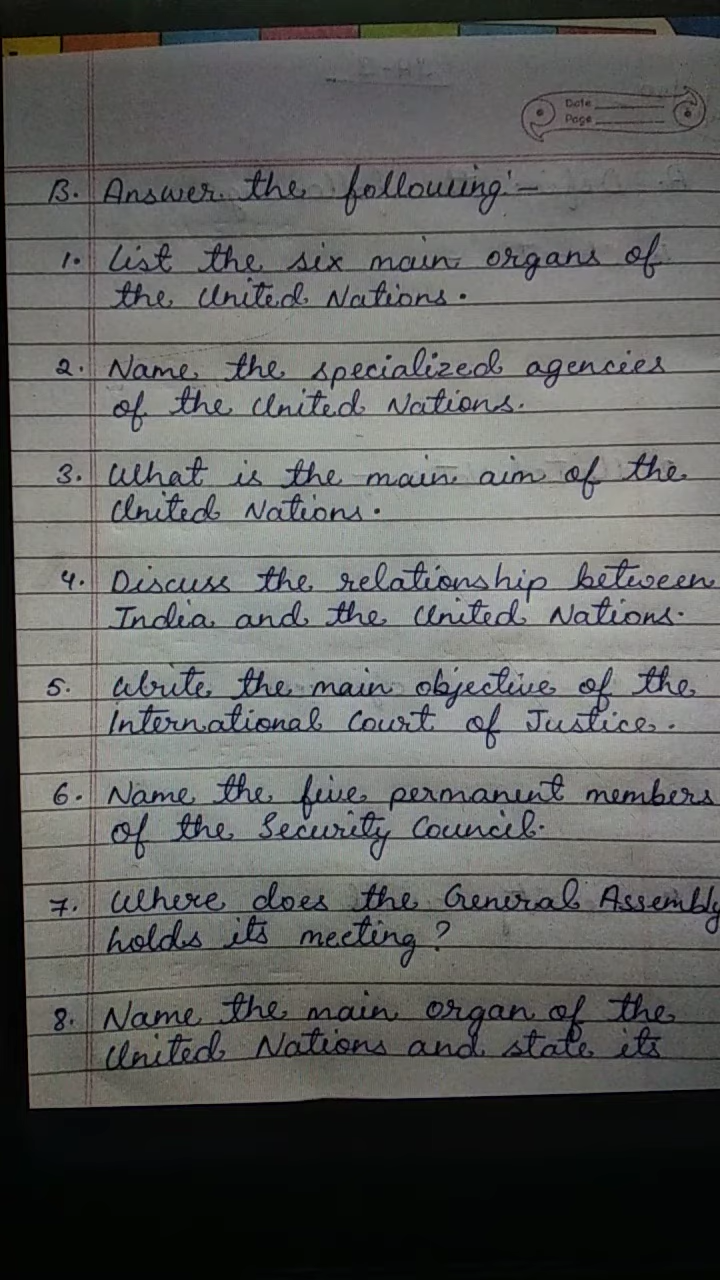 Date
Page
B. Answer the following:-
1. List the six main organs of
the United Nations.
2. Name the specialized agencies
of the United Nations.
3. What is the main aim of the
United Nations.
4. Discuss the relationship between
India and the United Nations.
5. Write the main objective of the
International Court of Justice.
6. Name the five permanent members
of the Security Council.
7. Where does the General Assembly
holds its meeting?
8. Name the main organ of the
United Nations and state its